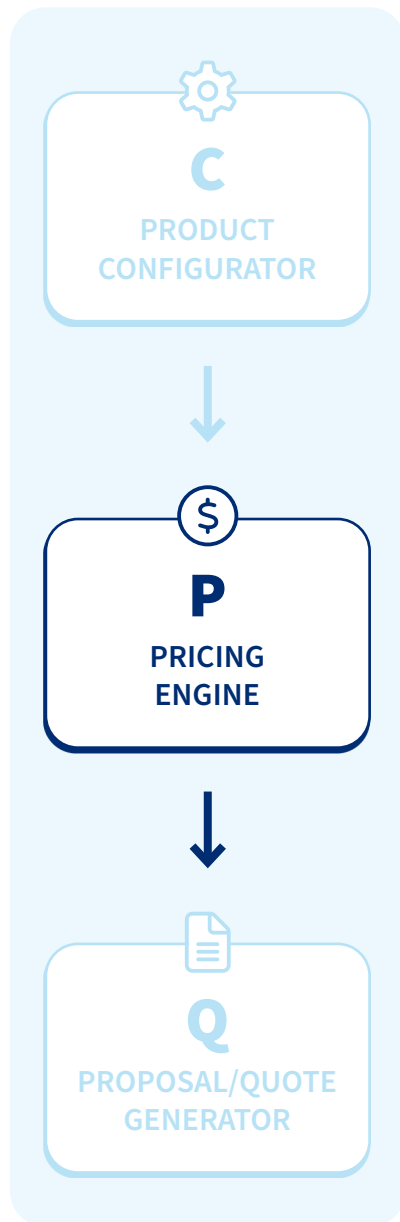 C
PRODUCT
CONFIGURATOR
$
P
PRICING
ENGINE
Q
PROPOSAL/QUOTE
GENERATOR